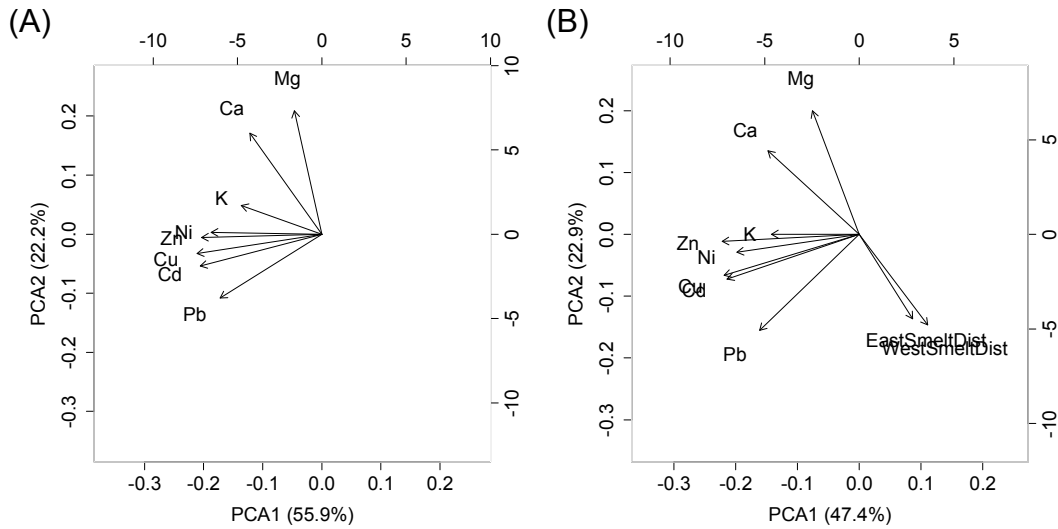 (A)
-10 -5 0 5 10
Mg
Ca
K
Ni
Zn
Cu
Cd
Pb
0.2
0.1
0.0
-0.1
-0.2
-0.3
PCA2 (22.2%)
10
5
0
-5
-10
-0.3 -0.2 -0.1 0.0 0.1 0.2
PCA1 (55.9%)
(B)
-10 -5 0 5
Mg
Ca
K
Zn
Ni
Cu
Cd
Pb
EastSmeltDist
WestSmeltDist
0.2
0.1
0.0
-0.1
-0.2
-0.3
PCA2 (22.9%)
5
0
-5
-10
-0.3 -0.2 -0.1 0.0 0.1 0.2
PCA1 (47.4%)